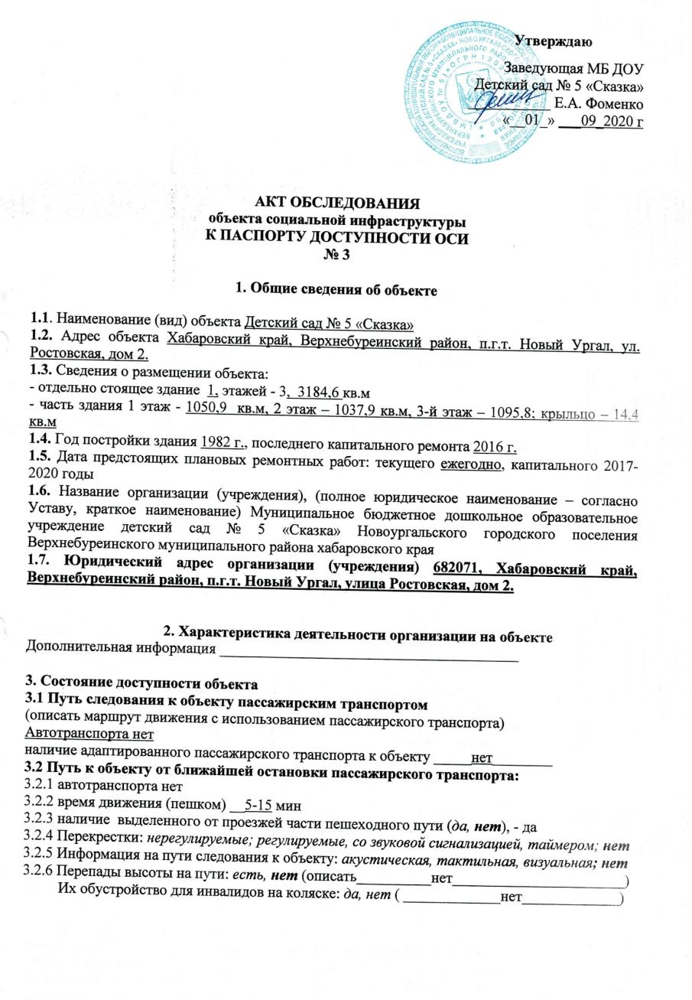 Утверждаю
Заведующая МБ ДОУ
Детский сад № 5 «Сказка»
____________ Е.А. Фоменко
«__01_» ___09_2020 г
АКТ ОБСЛЕДОВАНИЯ
объекта социальной инфраструктуры
К ПАСПОРТУ ДОСТУПНОСТИ ОСИ
№ 3
1. Общие сведения об объекте
1.1. Наименование (вид) объекта Детский сад № 5 «Сказка»
1.2. Адрес объекта Хабаровский край, Верхнебуреинский район, п.г.т. Новый Ургал, ул.
Ростовская, дом 2.
1.3. Сведения о размещении объекта:
- отдельно стоящее здание 1, этажей - 3, 3184,6 кв.м
- часть здания 1 этаж - 1050,9 кв.м, 2 этаж – 1037,9 кв.м, 3-й этаж – 1095,8; крыльцо – 14,4
кв.м
1.4. Год постройки здания 1982 г., последнего капитального ремонта 2016 г.
1.5. Дата предстоящих плановых ремонтных работ: текущего ежегодно, капитального 2017-
2020 годы
1.6. Название организации (учреждения), (полное юридическое наименование – согласно
Уставу, краткое наименование) Муниципальное бюджетное дошкольное образовательное
учреждение детский сад № 5 «Сказка» Новоургальского городского поселения
Верхнебуреинского муниципального района хабаровского края
1.7. Юридический адрес организации (учреждения) 682071, Хабаровский край,
Верхнебуреинский район, п.г.т. Новый Ургал, улица Ростовская, дом 2.
2. Характеристика деятельности организации на объекте
Дополнительная информация ________________________________________
3. Состояние доступности объекта
3.1 Путь следования к объекту пассажирским транспортом
(описать маршрут движения с использованием пассажирского транспорта)
Автотранспорта нет
наличие адаптированного пассажирского транспорта к объекту _____нет________
3.2 Путь к объекту от ближайшей остановки пассажирского транспорта:
3.2.1 автотранспорта нет
3.2.2 время движения (пешком) __5-15 мин
3.2.3 наличие выделенного от проезжей части пешеходного пути (да, нет), - да
3.2.4 Перекрестки: нерегулируемые; регулируемые, со звуковой сигнализацией, таймером; нет
3.2.5 Информация на пути следования к объекту: акустическая, тактильная, визуальная; нет
3.2.6 Перепады высоты на пути: есть, нет (описать__________нет_______________________)
Их обустройство для инвалидов на коляске: да, нет ( _____________нет_____________)